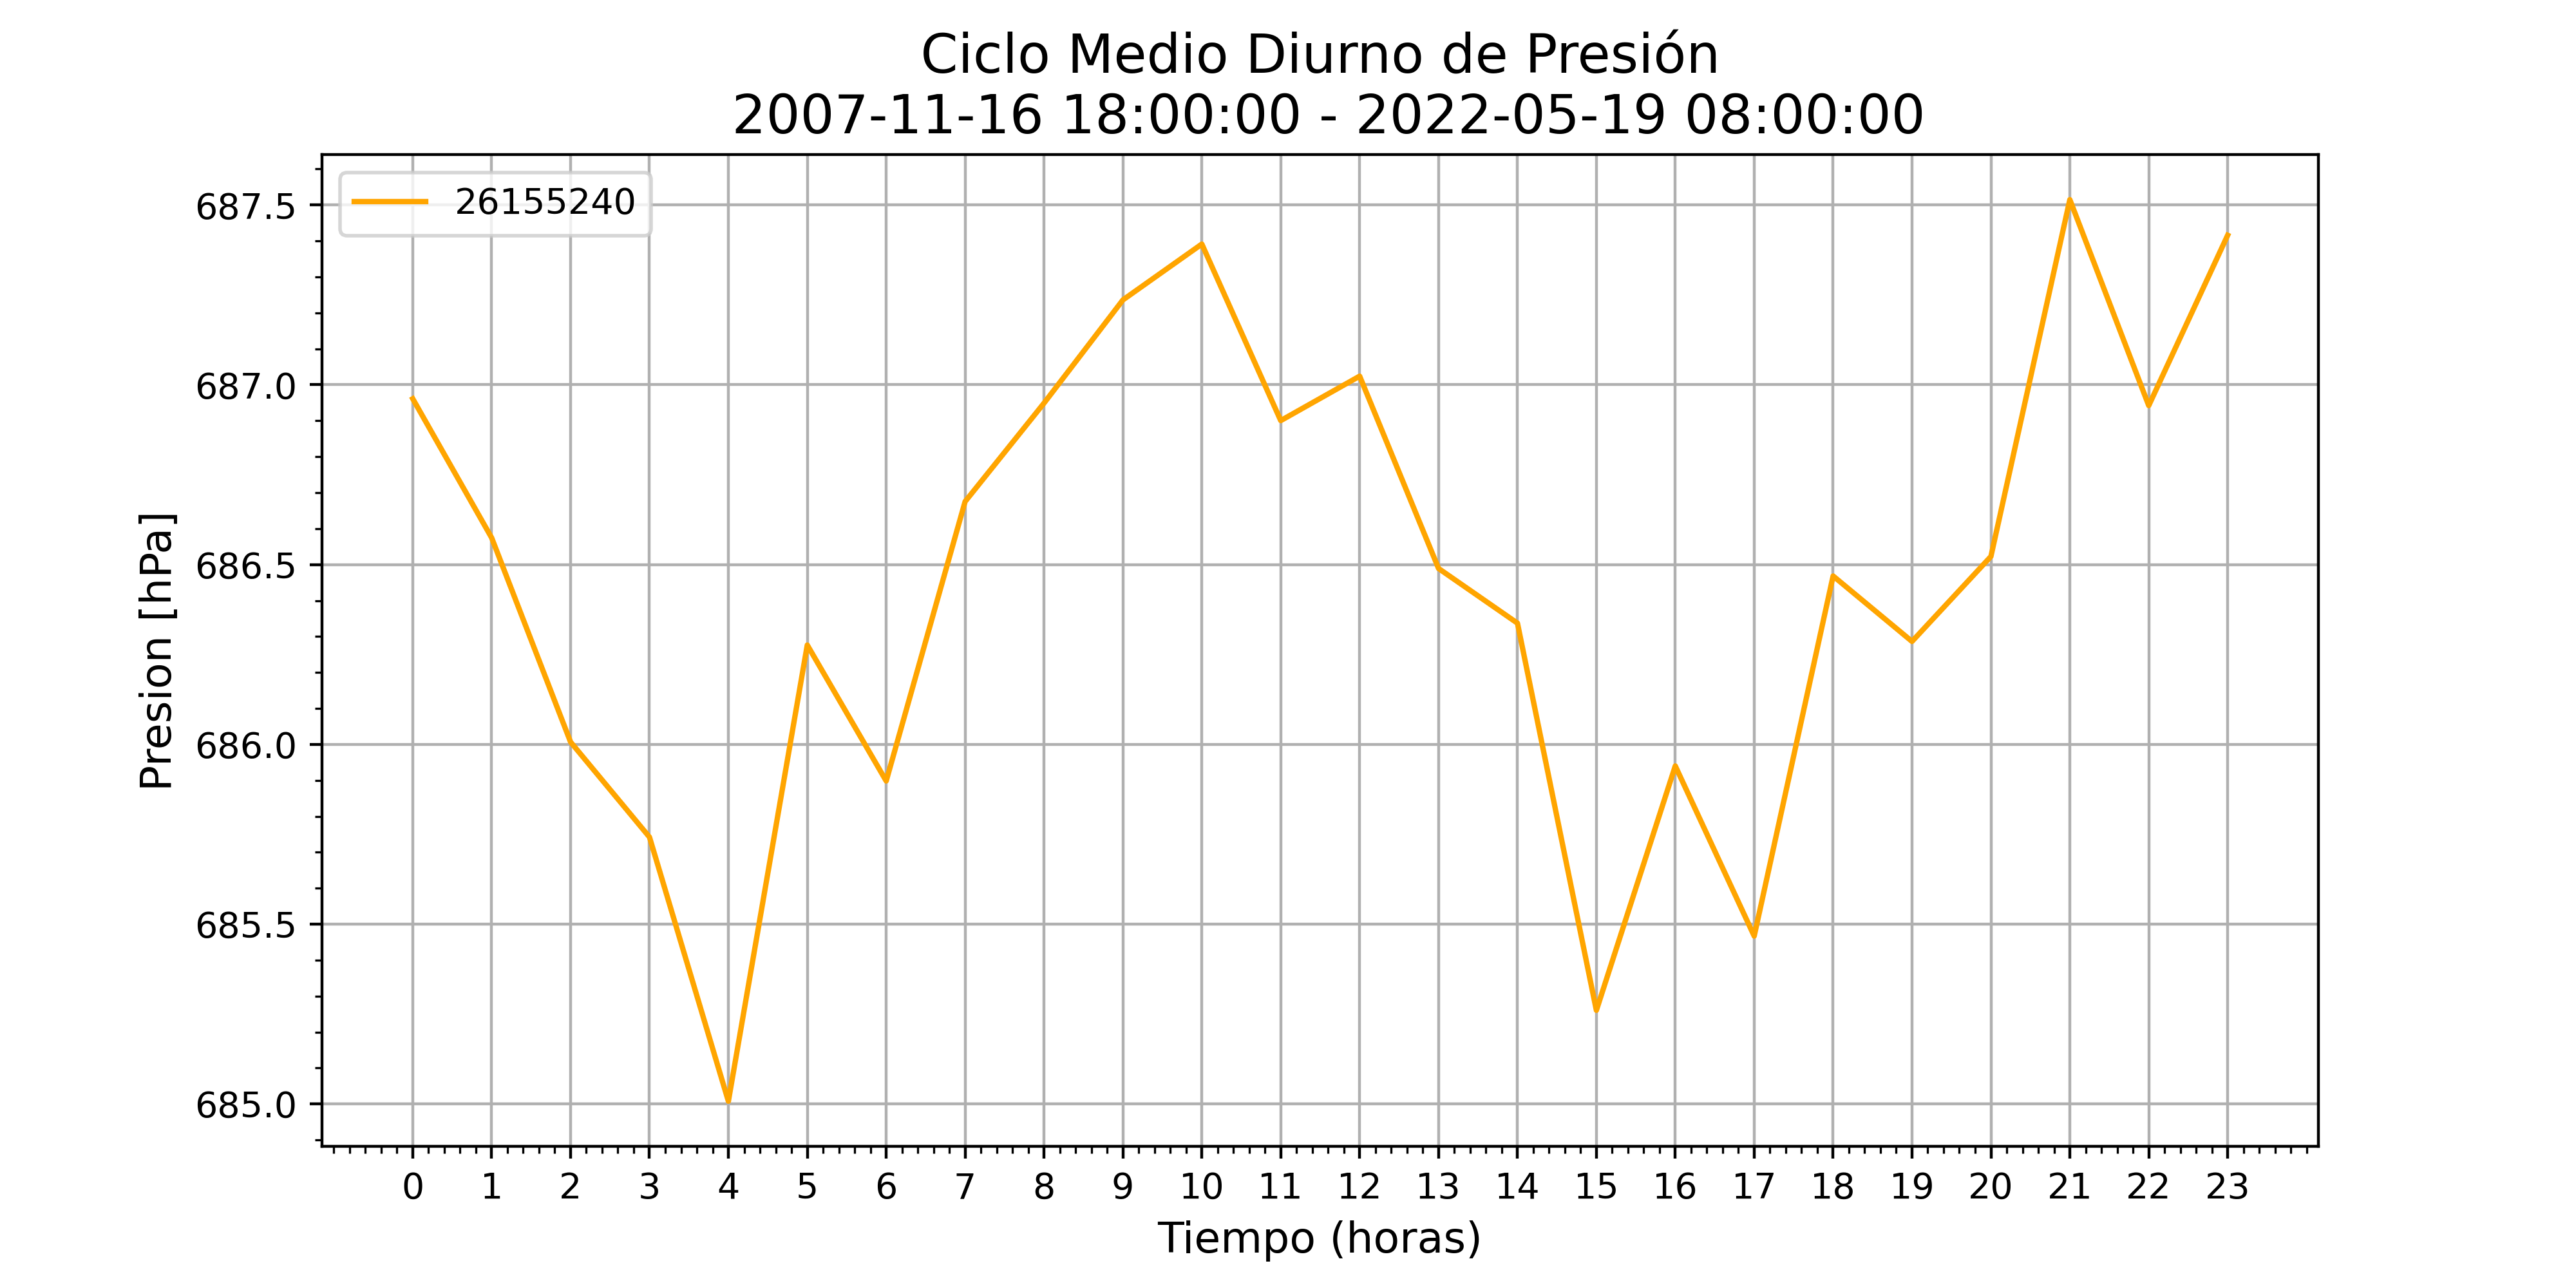 Ciclo Medio Diurno de Presión
2007-11-16 18:00:00 - 2022-05-19 08:00:00
26155240
687.5
687.0
686.5
686.0
685.5
685.0
Presion [hPa]
0 1 2 3 4 5 6 7 8 9 10 11 12 13 14 15 16 17 18 19 20 21 22 23
Tiempo (horas)